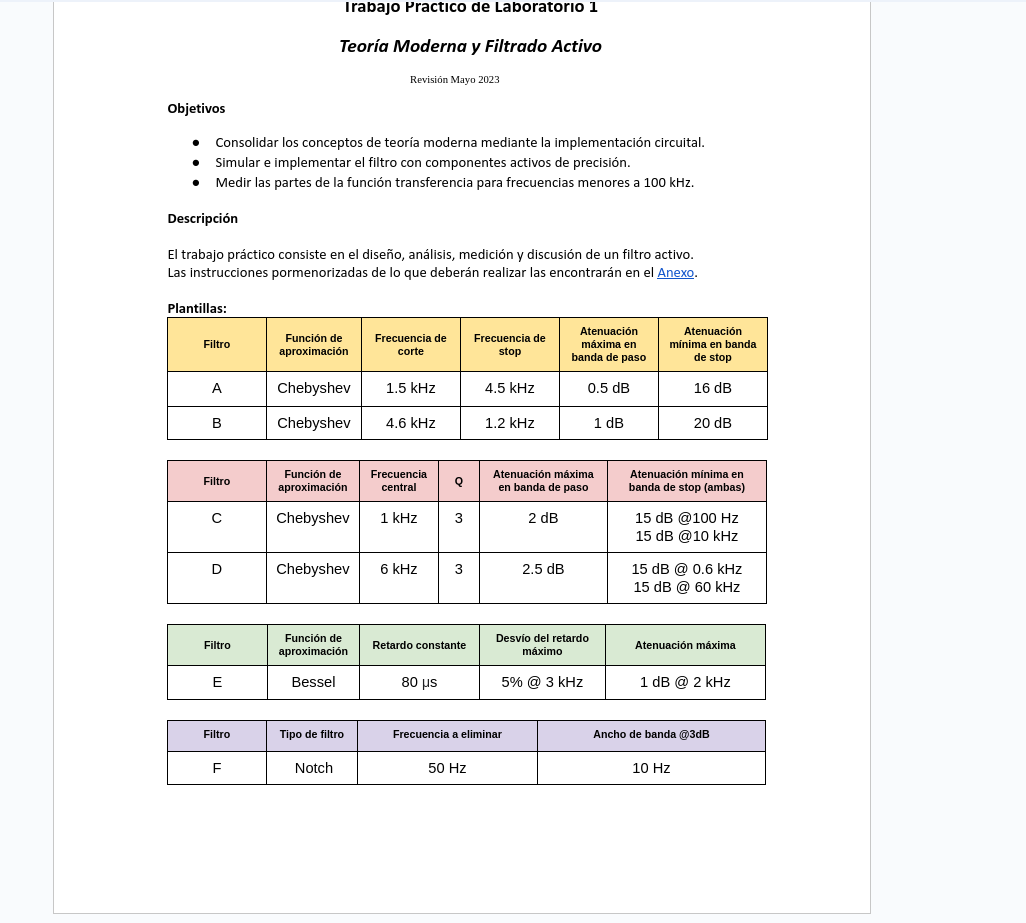 Trabajo Práctico de Laboratorio 1
Teoría Moderna y Filtrado Activo
Revisión Mayo 2023
Objetivos
● Consolidar los conceptos de teoría moderna mediante la implementación circuital.
● Simular e implementar el filtro con componentes activos de precisión.
● Medir las partes de la función transferencia para frecuencias menores a 100 kHz.
Descripción
El trabajo práctico consiste en el diseño, análisis, medición y discusión de un filtro activo.
Las instrucciones pormenorizadas de lo que deberán realizar las encontrarán en el Anexo.
Plantillas:
Filtro Función de aproximación Frecuencia de corte Frecuencia de stop Atenuación máxima en banda de paso Atenuación mínima en banda de stop
A Chebyshev 1.5 kHz 4.5 kHz 0.5 dB 16 dB
B Chebyshev 4.6 kHz 1.2 kHz 1 dB 20 dB
Filtro Función de aproximación Frecuencia central Q Atenuación máxima en banda de paso Atenuación mínima en banda de stop (ambas)
C Chebyshev 1 kHz 3 2 dB 15 dB @100 Hz
15 dB @10 kHz
D Chebyshev 6 kHz 3 2.5 dB 15 dB @ 0.6 kHz
15 dB @ 60 kHz
Filtro Función de aproximación Retardo constante Desvío del retardo máximo Atenuación máxima
E Bessel 80 μs 5% @ 3 kHz 1 dB @ 2 kHz
Filtro Tipo de filtro Frecuencia a eliminar Ancho de banda @3dB
F Notch 50 Hz 10 Hz